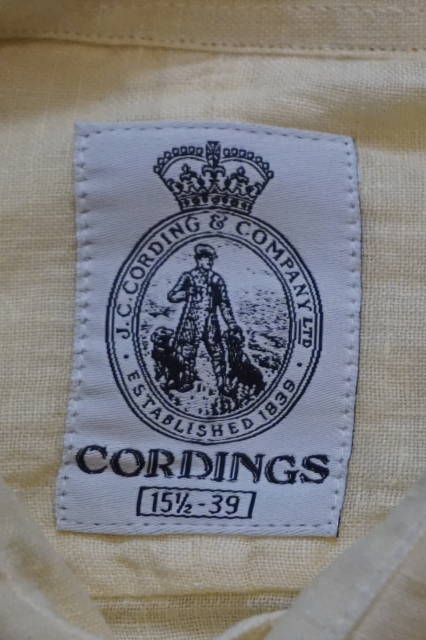 J.C. CORDING & COMPANY LTD
· ESTABLISHED 1839 ·
CORDINGS
15½-39